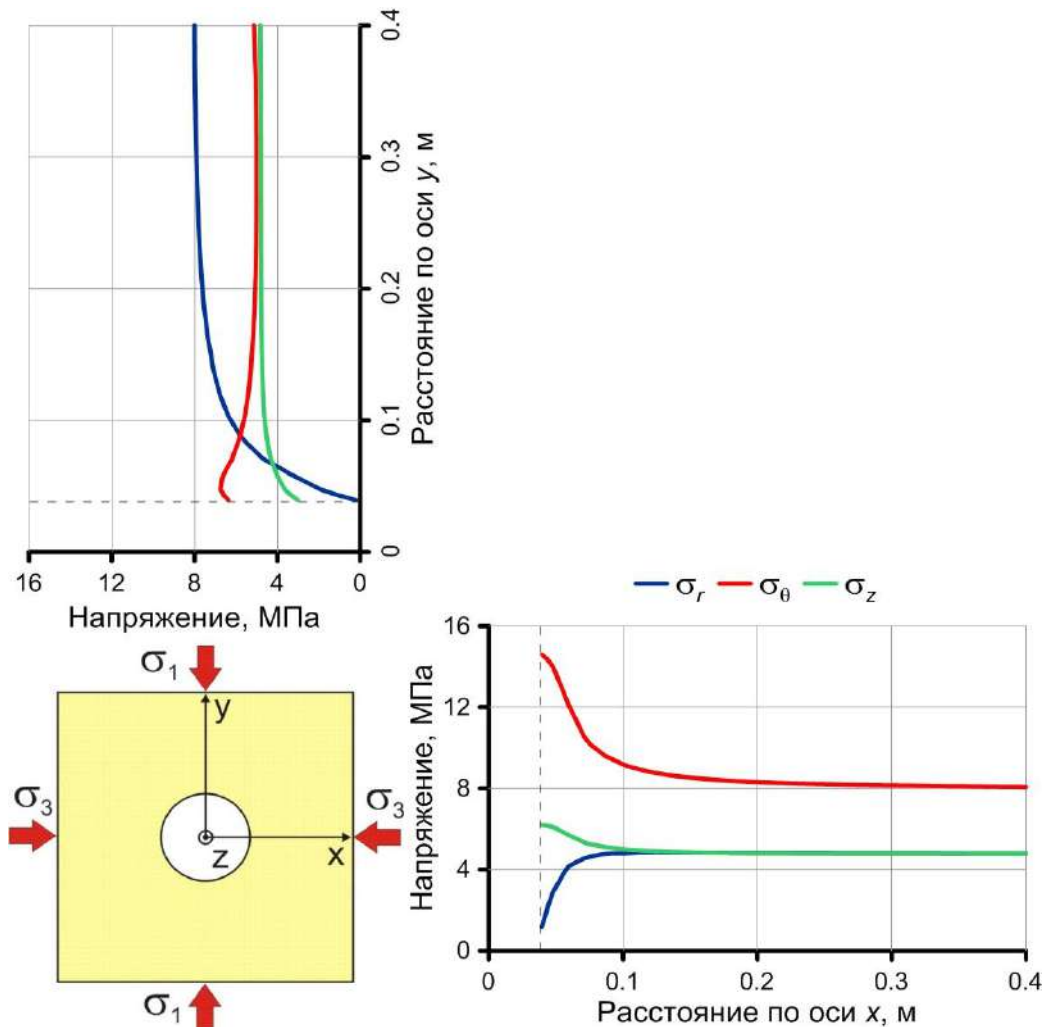 0.4
0.3
0.2
0.1
0
Расстояние по оси y, м
16 12 8 4 0
Напряжение, МПа
σr σθ σz
σ1
y
σ3 σ3
z x
σ1
16
12
8
4
0
Напряжение, МПа
0 0.1 0.2 0.3 0.4
Расстояние по оси x, м